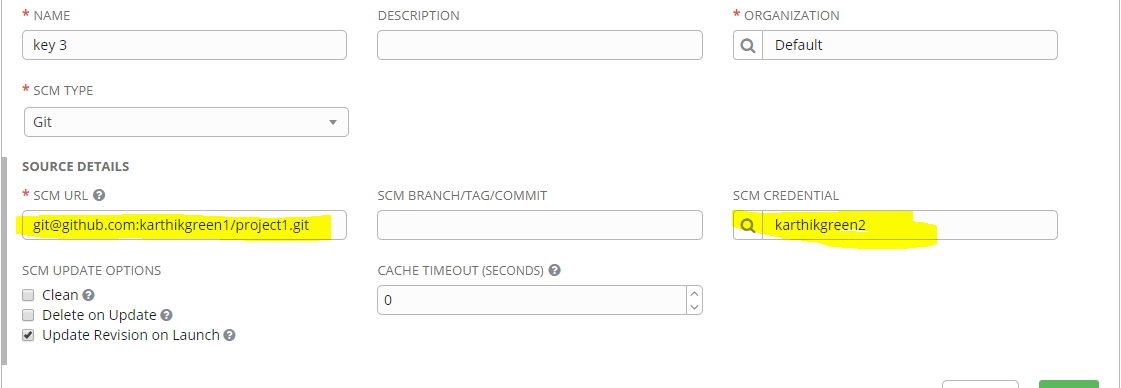 * NAME DESCRIPTION * ORGANIZATION
key 3 Default
* SCM TYPE
Git
SOURCE DETAILS
* SCM URL ? SCM BRANCH/TAG/COMMIT SCM CREDENTIAL
git@github.com:karthikgreen1/project1.git karthikgreen2
SCM UPDATE OPTIONS CACHE TIMEOUT (SECONDS) ?
Clean ? 0
Delete on Update ?
Update Revision on Launch ?